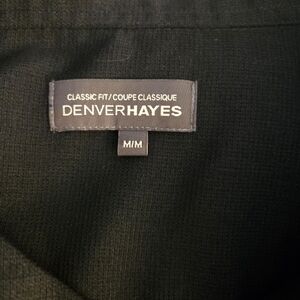 CLASSIC FIT/COUPE CLASSIQUE
DENVERHAYES
M/M